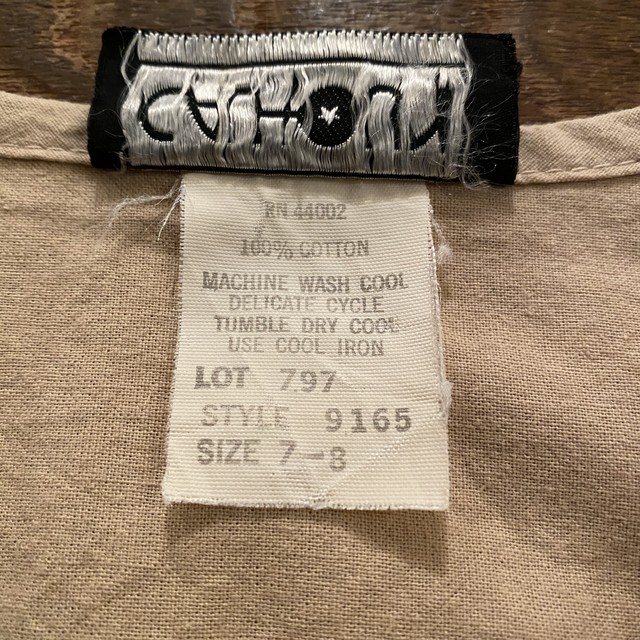 RN 44002
100% COTTON
MACHINE WASH COOL
DELICATE CYCLE
TUMBLE DRY COOL
USE COOL IRON
LOT 797
STYLE 9165
SIZE 7-8